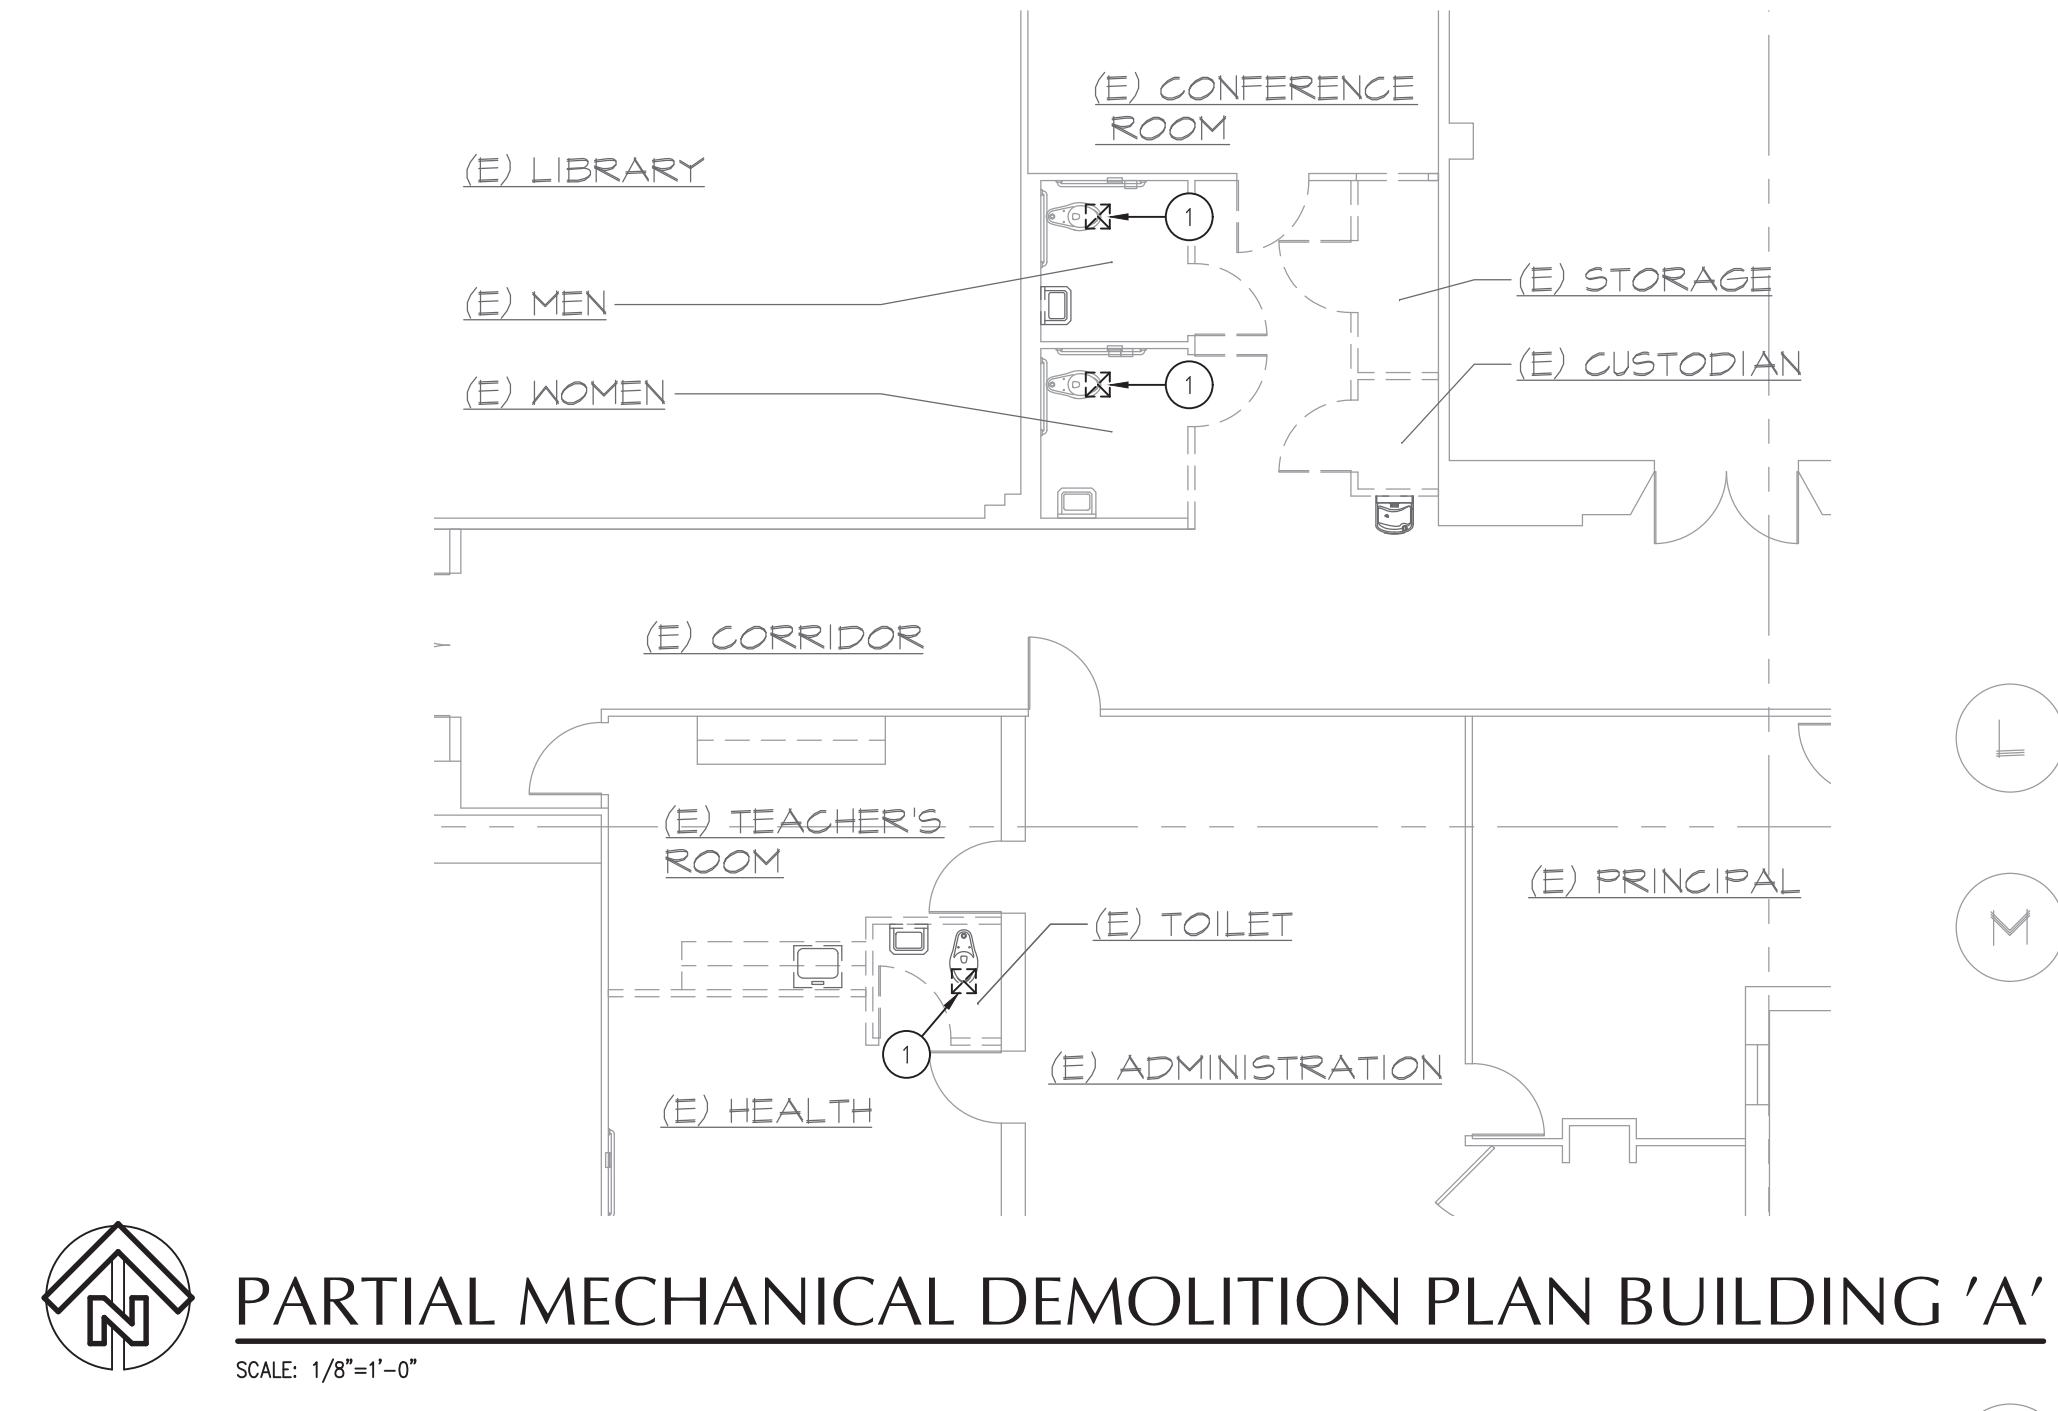 (E) CONFERENCE
ROOM
(E) LIBRARY
1
(E) STORAGE
(E) MEN
(E) CUSTODIAN
1
(E) WOMEN
(E) CORRIDOR
L
(E) TEACHER'S
ROOM
(E) PRINCIPAL
M
(E) TOILET
1
(E) ADMINISTRATION
(E) HEALTH
N
PARTIAL MECHANICAL DEMOLITION PLAN BUILDING 'A'
SCALE: 1/8"=1'-0"